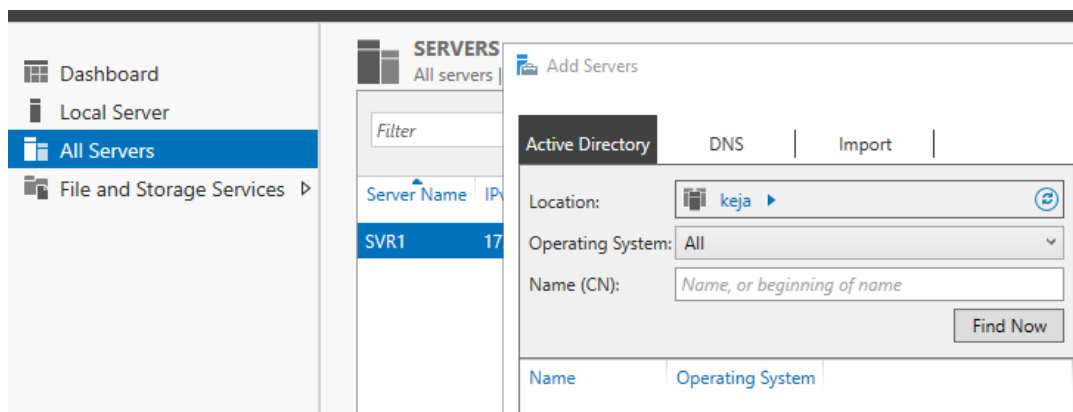 Dashboard
Local Server
All Servers
File and Storage Services
SERVERS
All servers |
Filter
Server Name
SVR1 17
Add Servers
Active Directory DNS Import
Location: keja
Operating System: All
Name (CN): Name, or beginning of name
Find Now
Name Operating System